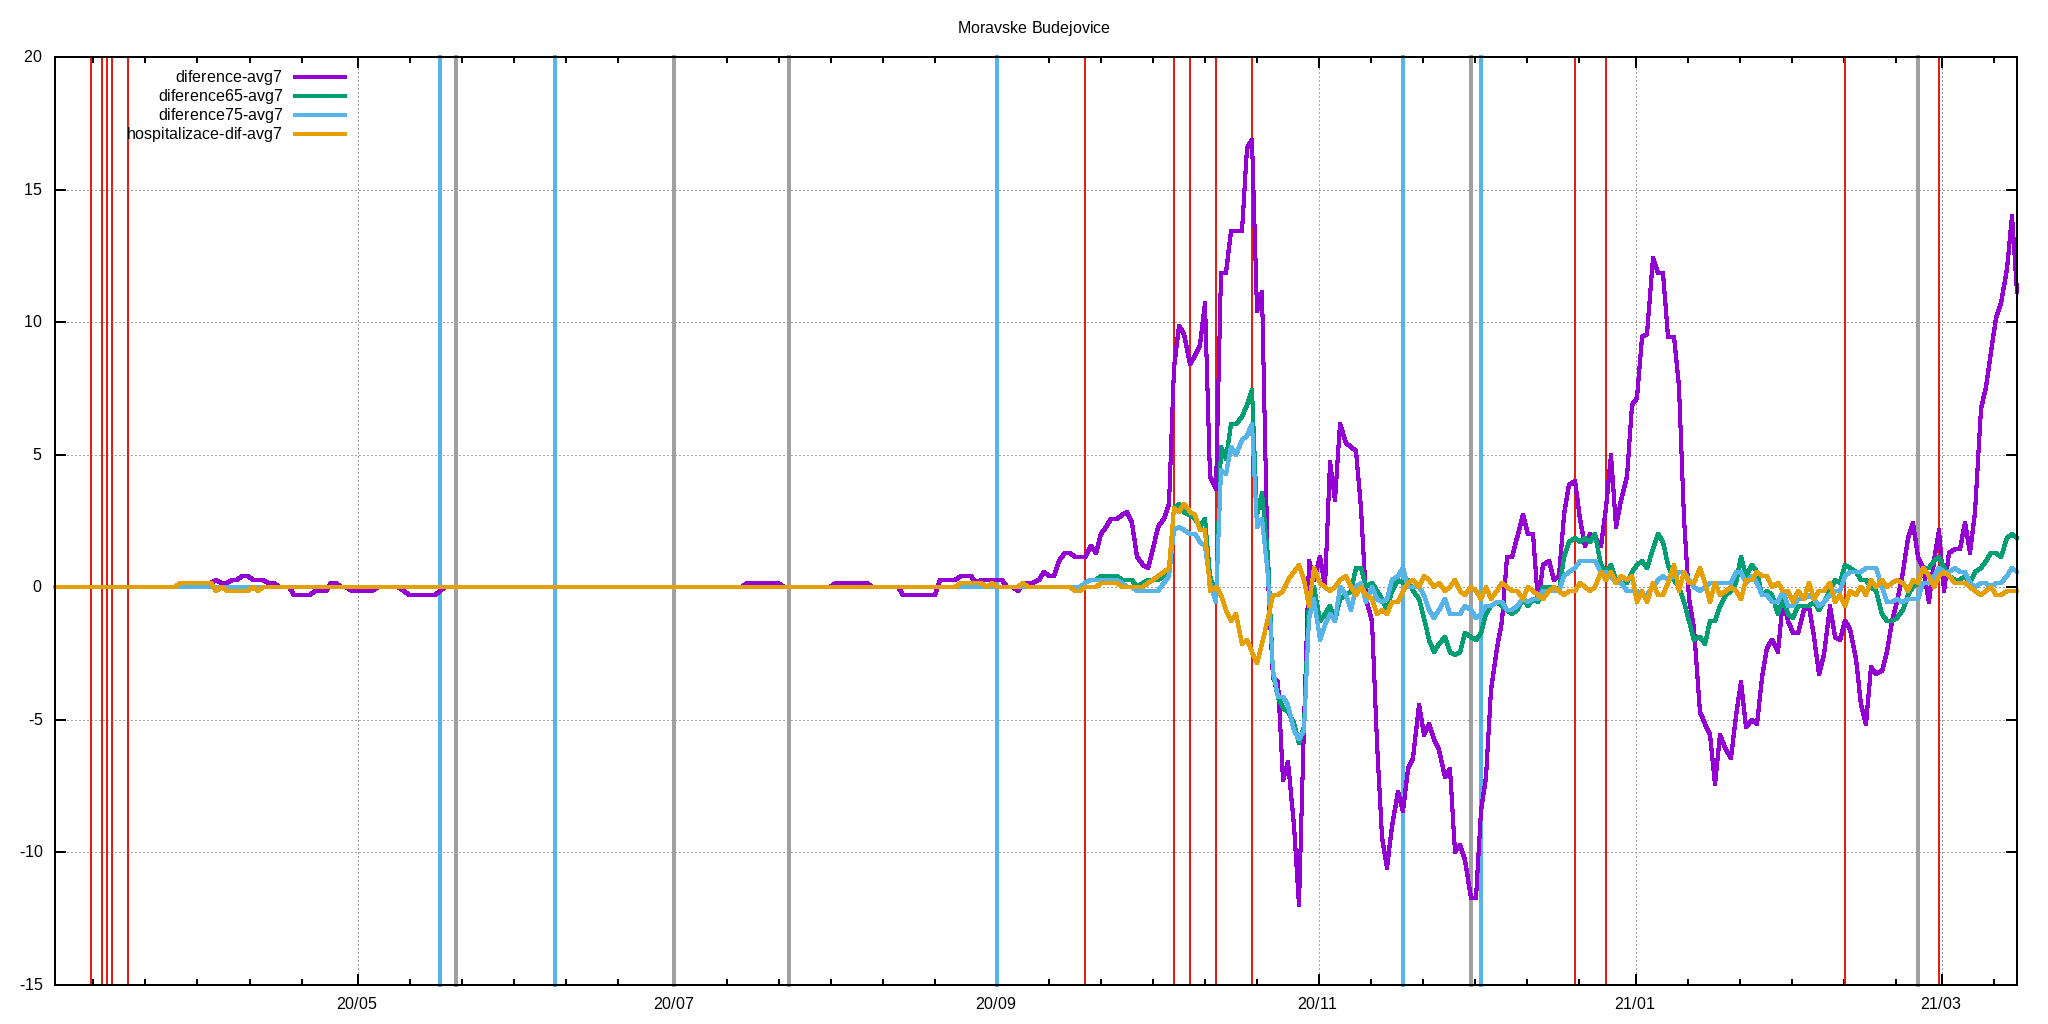 Moravske Budejovice
20
15
10
5
0
-5
-10
-15
diference-avg7
diference65-avg7
diference75-avg7
hospitalizace-dif-avg7
20/05
20/07
20/09
20/11
21/01
21/03